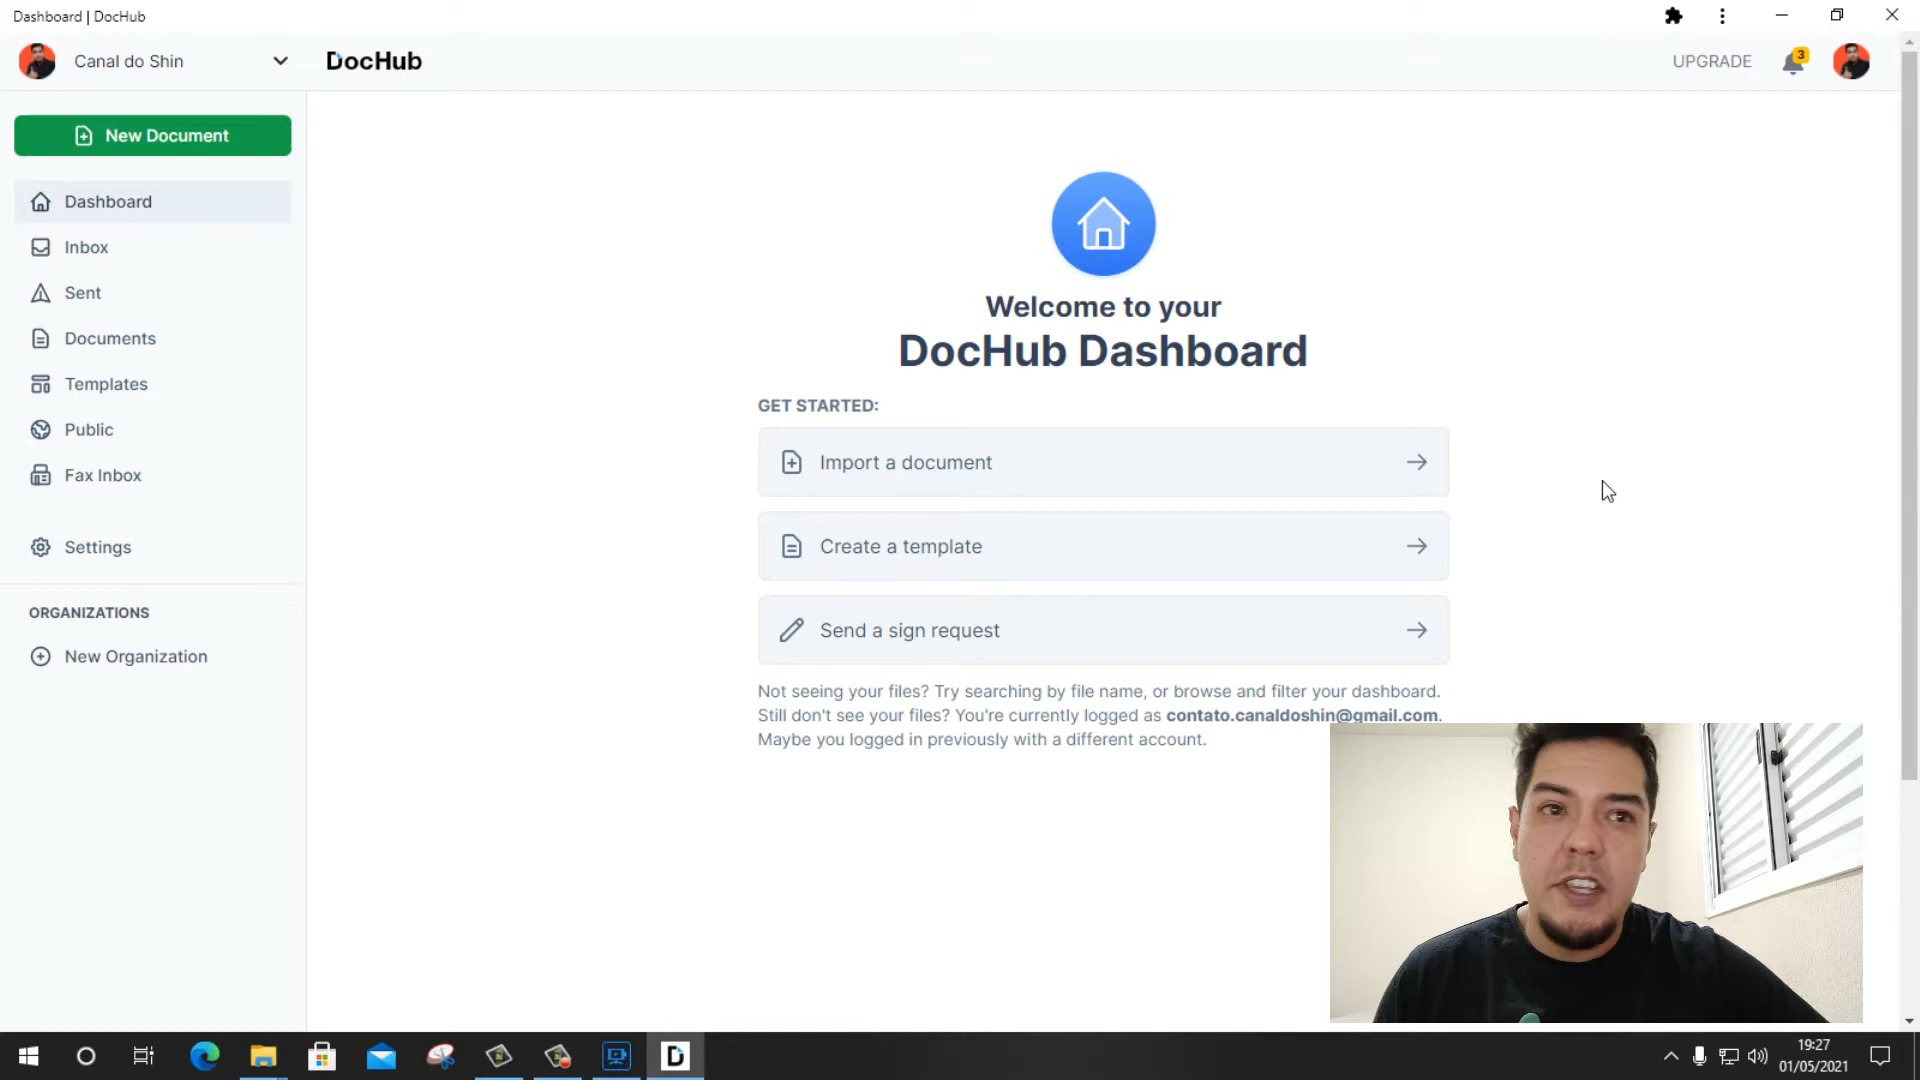 Dashboard | DocHub
Canal do Shin
DocHub
UPGRADE
3
New Document
Dashboard
Inbox
Sent
Documents
Templates
Public
Fax Inbox
Settings
ORGANIZATIONS
New Organization
Welcome to your
DocHub Dashboard
GET STARTED:
Import a document
Create a template
Send a sign request
Not seeing your files? Try searching by file name, or browse and filter your dashboard.
Still don't see your files? You're currently logged as contato.canaldoshin@gmail.com.
Maybe you logged in previously with a different account.
D
19:27
01/05/2021